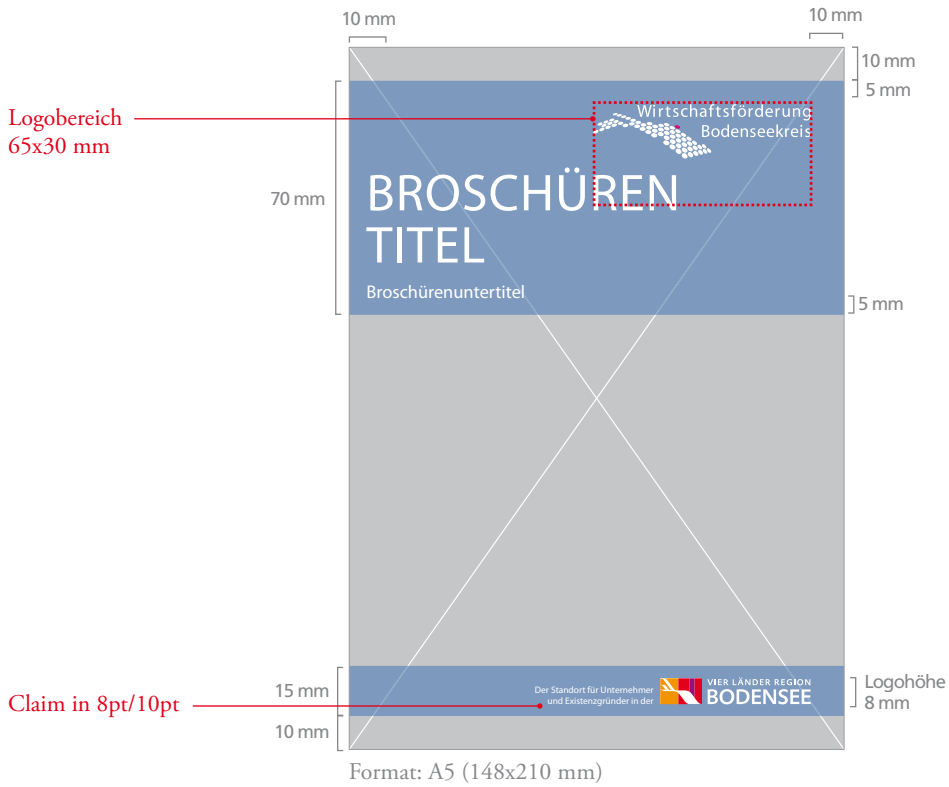 10 mm
10 mm
10 mm
5 mm
Logobereich
65x30 mm
Wirtschaftsförderung
Bodenseekreis
70 mm
BROSCHÜREN
TITEL
Broschürenuntertitel
5 mm
15 mm
Der Standort für Unternehmer
und Existenzgründer in der
VIER LÄNDER REGION
BODENSEE
Logohöhe
8 mm
Claim in 8pt/10pt
10 mm
Format: A5 (148x210 mm)